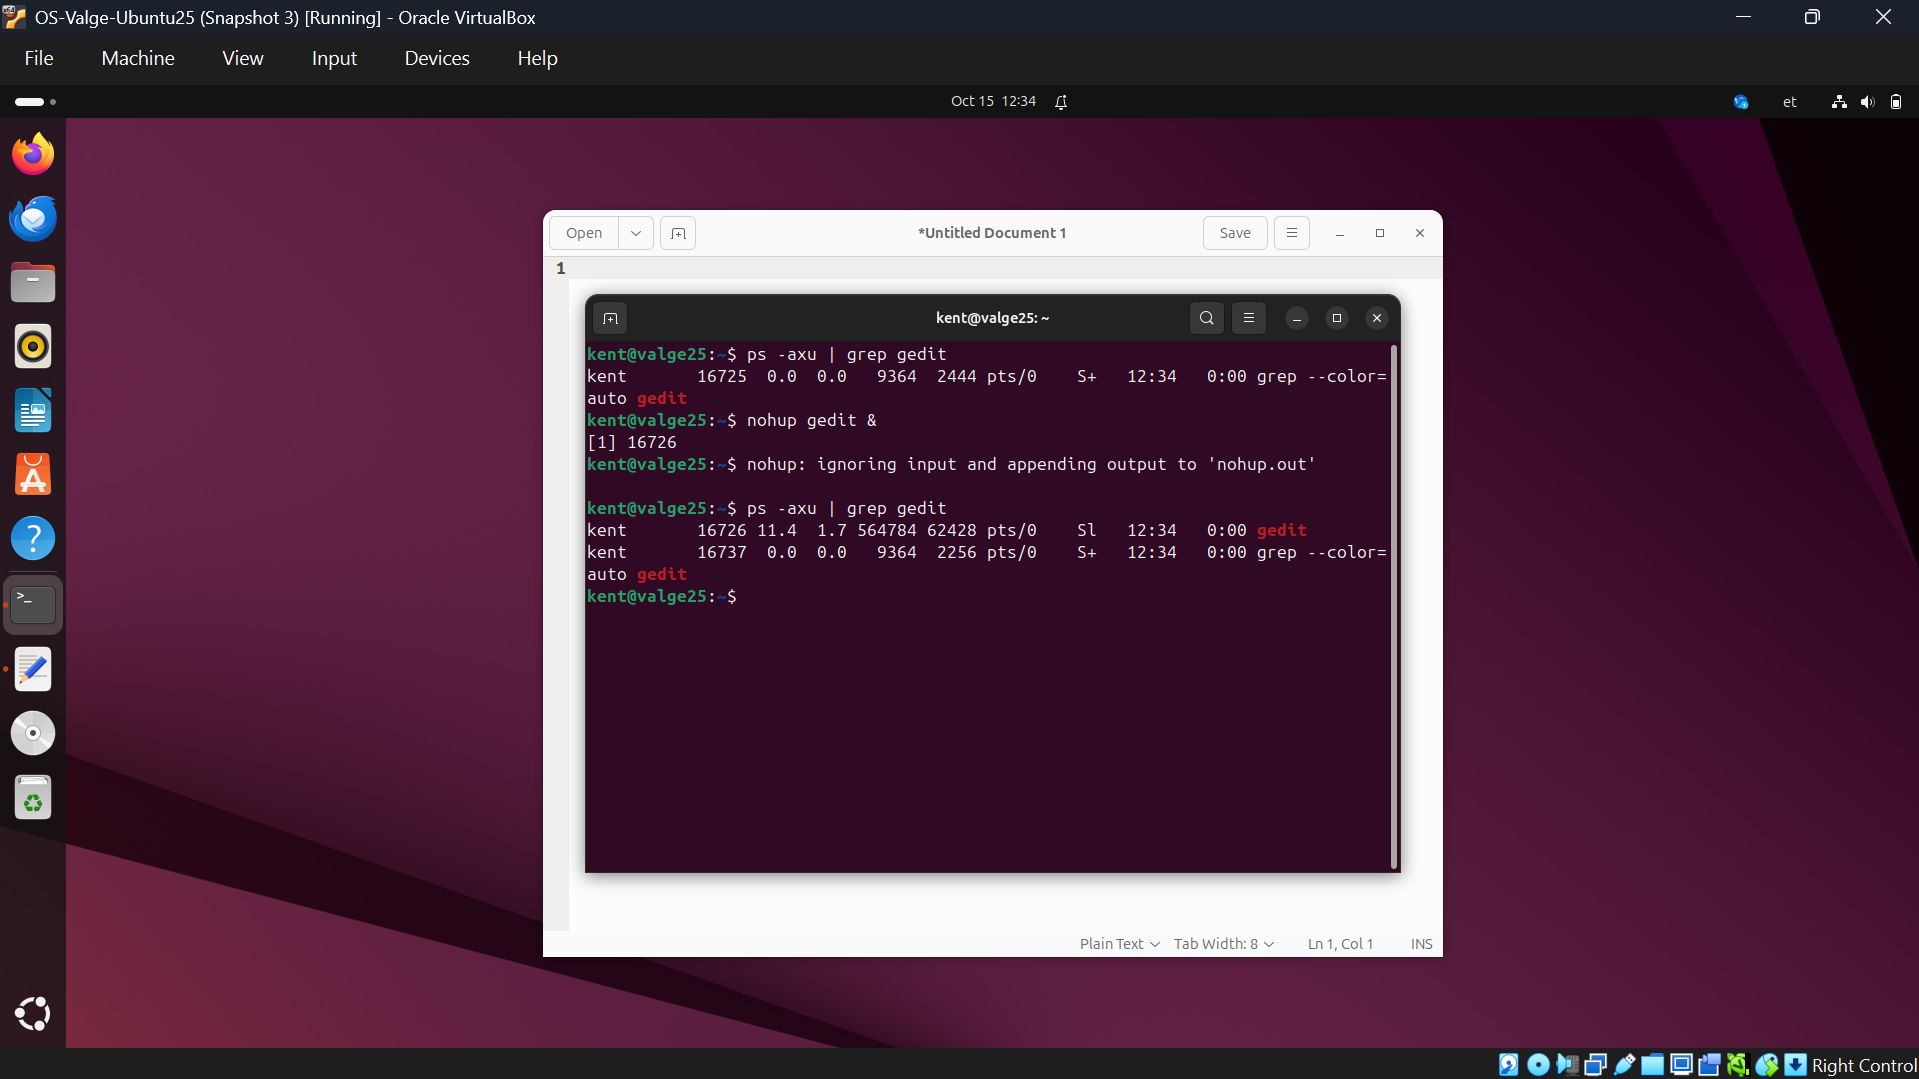 OS-Valge-Ubuntu25 (Snapshot 3) [Running] - Oracle VirtualBox
File Machine View Input Devices Help
Oct 15 12:34
et
Open
*Untitled Document 1
Save
1
kent@valge25: ~
kent@valge25:~$ ps -axu | grep gedit
kent 16725 0.0 0.0 9364 2444 pts/0 S+ 12:34 0:00 grep --color=
auto gedit
kent@valge25:~$ nohup gedit &
[1] 16726
kent@valge25:~$ nohup: ignoring input and appending output to 'nohup.out'
kent@valge25:~$ ps -axu | grep gedit
kent 16726 11.4 1.7 564784 62428 pts/0 Sl 12:34 0:00 gedit
kent 16737 0.0 0.0 9364 2256 pts/0 S+ 12:34 0:00 grep --color=
auto gedit
kent@valge25:~$
Plain Text Tab Width: 8 Ln 1, Col 1 INS
Right Control